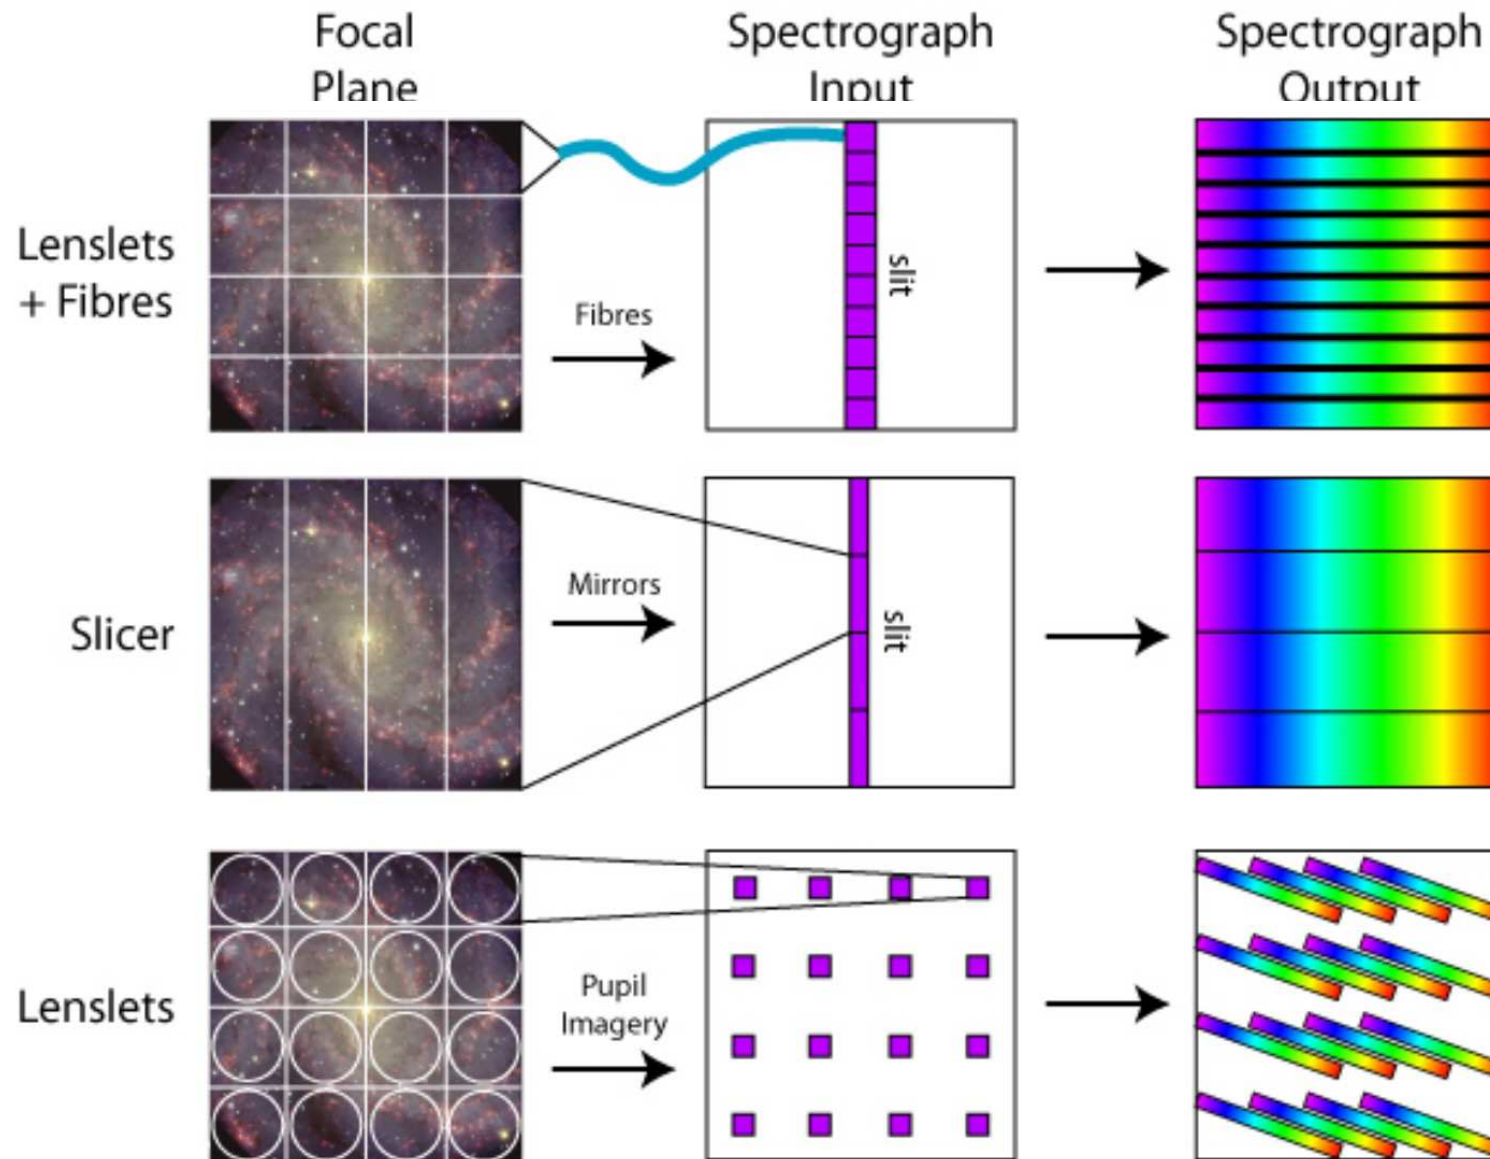 Focal
Plane
Spectrograph
Input
Spectrograph
Output
Lenslets
+ Fibres
Fibres
slit
Slicer
Mirrors
slit
Lenslets
Pupil
Imagery